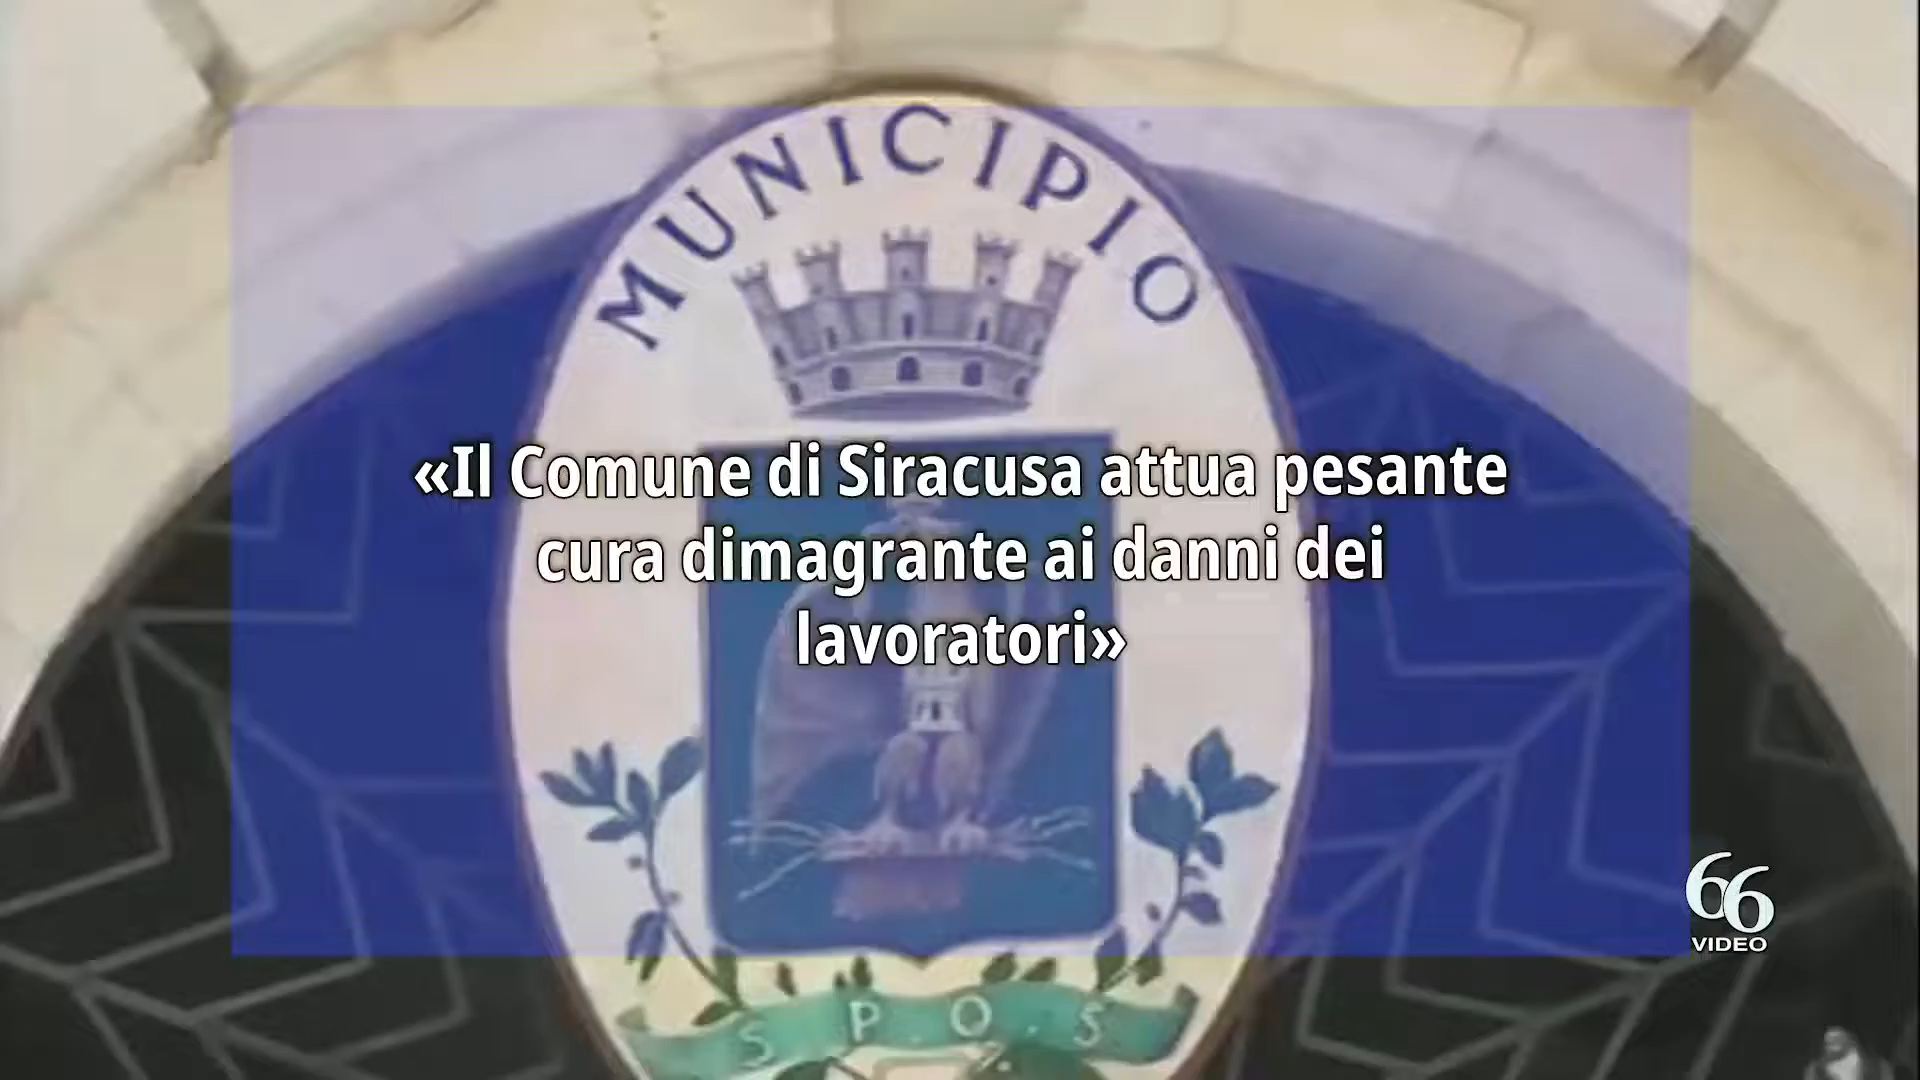 MUNICIPIO
«Il Comune di Siracusa attua pesante
cura dimagrante ai danni dei
lavoratori»
66
VIDEO
S P Q S